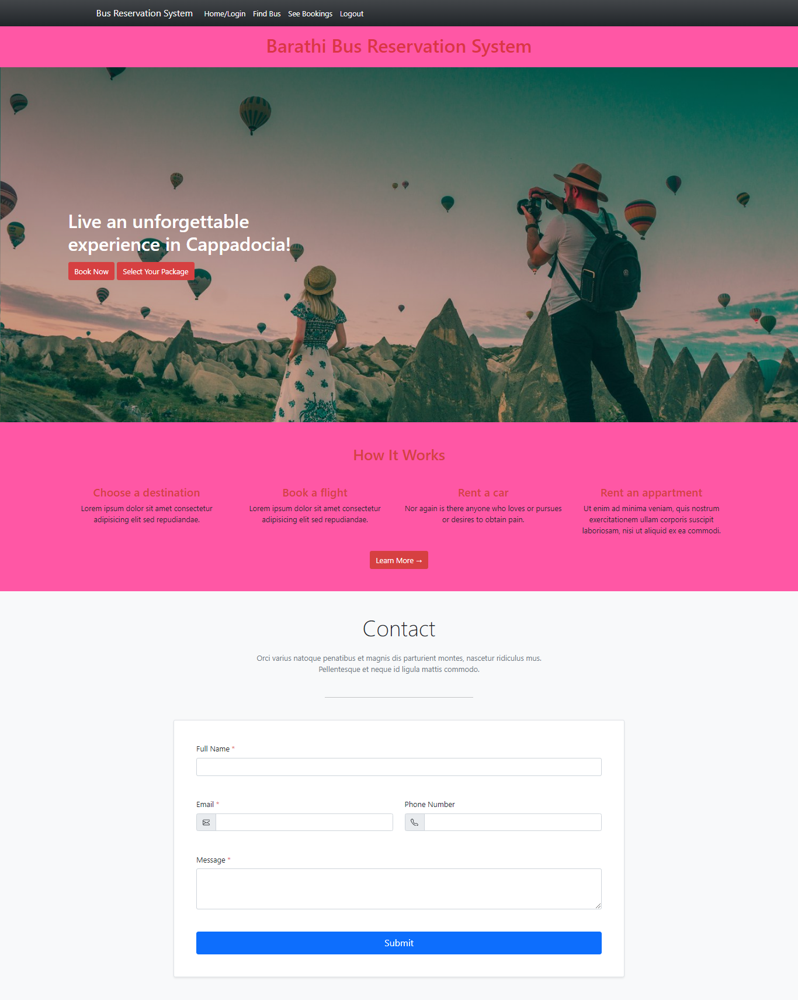 Bus Reservation System Home/Login Find Bus See Bookings Logout
Barathi Bus Reservation System
Live an unforgettable
experience in Cappadocia!
Book Now Select Your Package
How It Works
Choose a destination
Lorem ipsum dolor sit amet consectetur
adipisicing elit sed repudiandae.
Book a flight
Lorem ipsum dolor sit amet consectetur
adipisicing elit sed repudiandae.
Rent a car
Nor again is there anyone who loves or pursues
or desires to obtain pain.
Rent an appartment
Ut enim ad minima veniam, quis nostrum
exercitationem ullam corporis suscipit
laboriosam, nisi ut aliquid ex ea commodi.
Learn More →
Contact
Orci varius natoque penatibus et magnis dis parturient montes, nascetur ridiculus mus.
Pellentesque et neque id ligula mattis commodo.
Full Name *
Email *
Phone Number
Message *
Submit